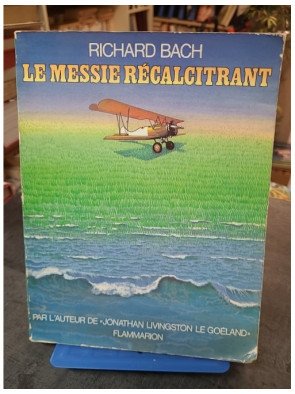 RICHARD BACH
LE MESSIE RÉCALCITRANT
PAR L'AUTEUR DE "JONATHAN LIVINGSTON LE GOÉLAND"
FLAMMARION